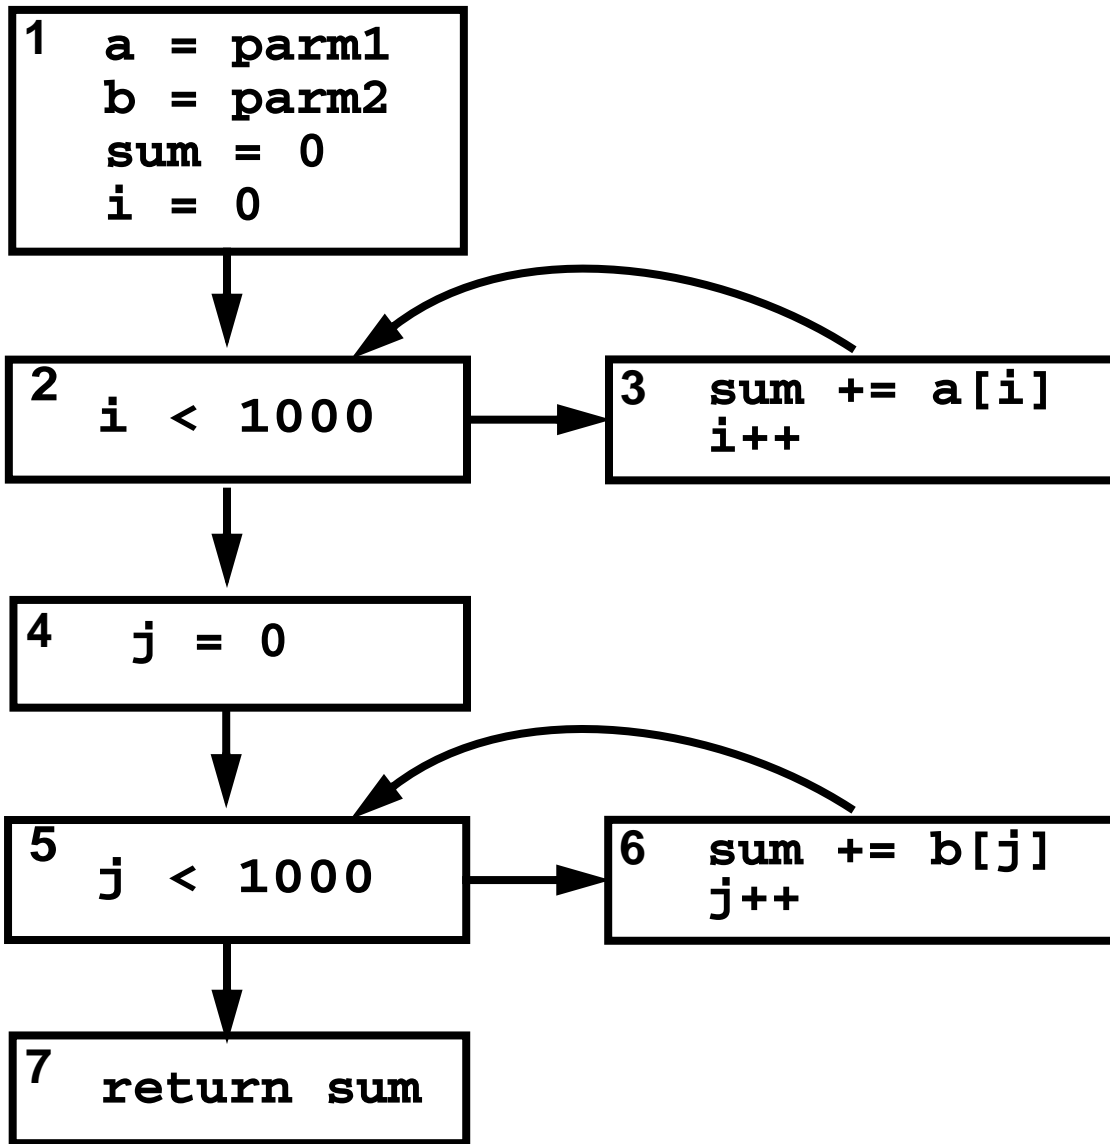 1 a = parm1
b = parm2
sum = 0
i = 0
2 i < 1000
3 sum += a[i]
i++
4 j = 0
5 j < 1000
6 sum += b[j]
j++
7 return sum